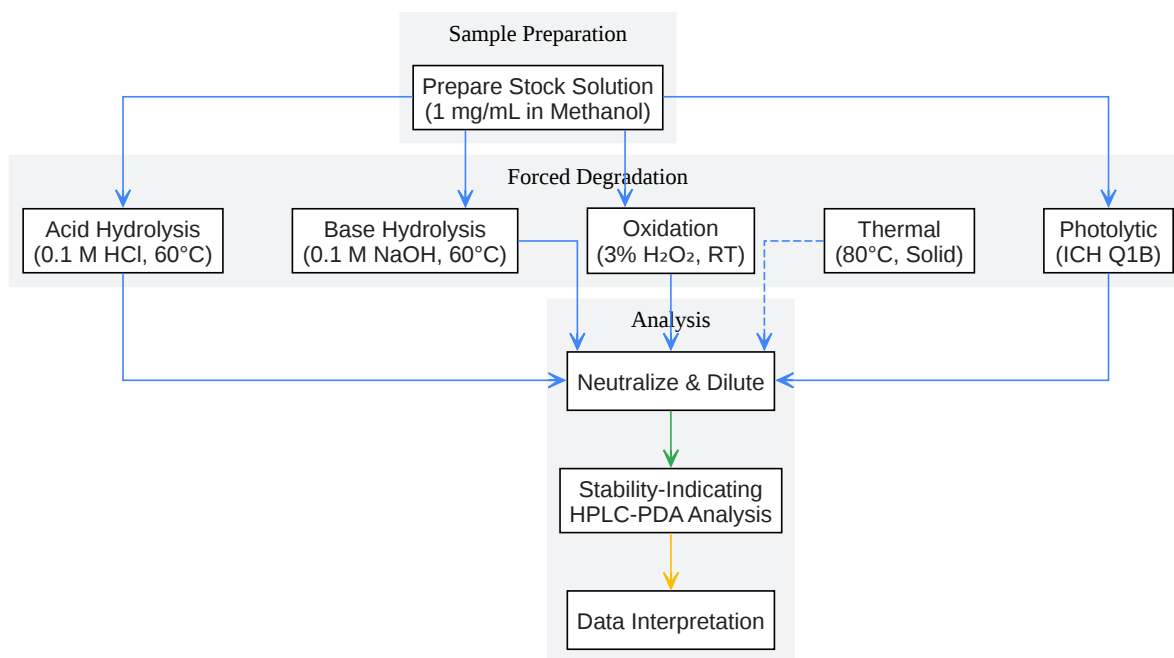 Sample Preparation
Prepare Stock Solution
(1 mg/mL in Methanol)
Forced Degradation
Acid Hydrolysis
(0.1 M HCl, 60°C)
Base Hydrolysis
(0.1 M NaOH, 60°C)
Oxidation
(3% H₂O₂, RT)
Thermal
(80°C, Solid)
Photolytic
(ICH Q1B)
Analysis
Neutralize & Dilute
Stability-Indicating
HPLC-PDA Analysis
Data Interpretation